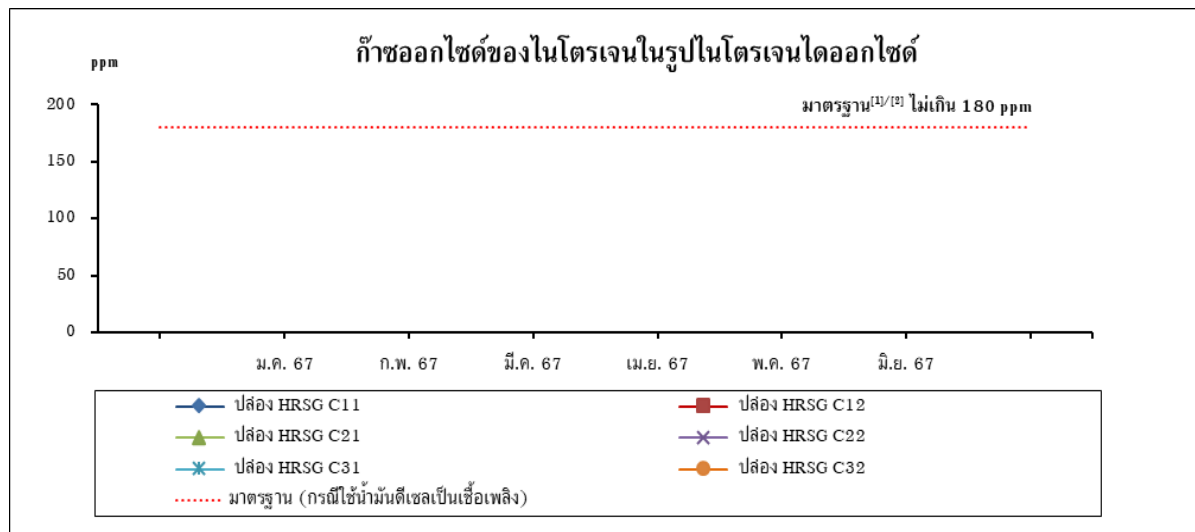 ก๊าซออกไซด์ของไนโตรเจนในรูปไนโตรเจนไดออกไซด์
ppm
มาตรฐาน[1]/[2] ไม่เกิน 180 ppm
200
150
100
50
0
ม.ค. 67 ก.พ. 67 มี.ค. 67 เม.ย. 67 พ.ค. 67 มิ.ย. 67
ปล่อง HRSG C11 ปล่อง HRSG C12
ปล่อง HRSG C21 ปล่อง HRSG C22
ปล่อง HRSG C31 ปล่อง HRSG C32
มาตรฐาน (กรณีใช้น้ำมันดีเซลเป็นเชื้อเพลิง)